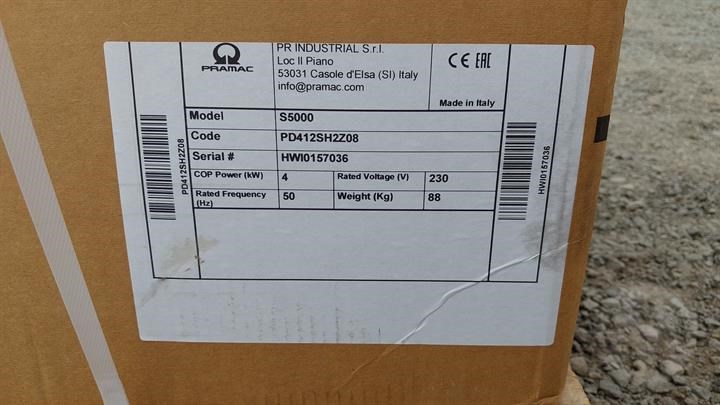 PRAMAC
PR INDUSTRIAL S.r.l.
Loc Il Piano
53031 Casole d'Elsa (SI) Italy
info@pramac.com
CE EAC
Made in Italy
Model S5000
Code PD412SH2Z08
Serial # HWI0157036
COP Power (kW) 4 Rated Voltage (V) 230
Rated Frequency (Hz) 50 Weight (Kg) 88
PD412SH2Z08
HWI0157036